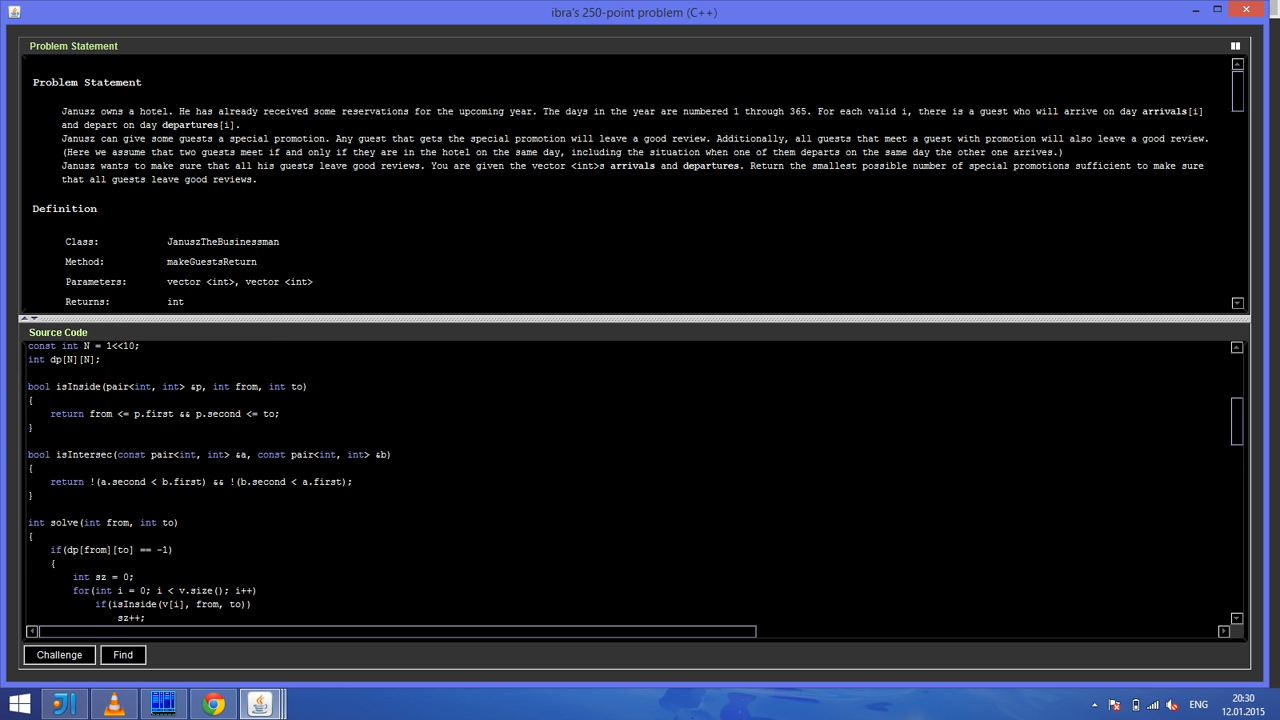 ibra's 250-point problem (C++)
Problem Statement
Problem Statement
Janusz owns a hotel. He has already received some reservations for the upcoming year. The days in the year are numbered 1 through 365. For each valid i, there is a guest who will arrive on day arrivals[i]
and depart on day departures[i].
Janusz can give some guests a special promotion. Any guest that gets the special promotion will leave a good review. Additionally, all guests that meet a guest with promotion will also leave a good review.
(Here we assume that two guests meet if and only if they are in the hotel on the same day, including the situation when one of them departs on the same day the other one arrives.)
Janusz wants to make sure that all his guests leave good reviews. You are given the vector <int>s arrivals and departures. Return the smallest possible number of special promotions sufficient to make sure
that all guests leave good reviews.
Definition
Class: JanuszTheBusinessman
Method: makeGuestsReturn
Parameters: vector <int>, vector <int>
Returns: int
Source Code
const int N = 1<<10;
int dp[N][N];
bool isInside(pair<int, int> &p, int from, int to)
{
return from <= p.first && p.second <= to;
}
bool isIntersec(const pair<int, int> &a, const pair<int, int> &b)
{
return !(a.second < b.first) && !(b.second < a.first);
}
int solve(int from, int to)
{
if(dp[from][to] == -1)
{
int sz = 0;
for(int i = 0; i < v.size(); i++)
if(isInside(v[i], from, to))
sz++;
Challenge Find
ENG
20:30
12.01.2015